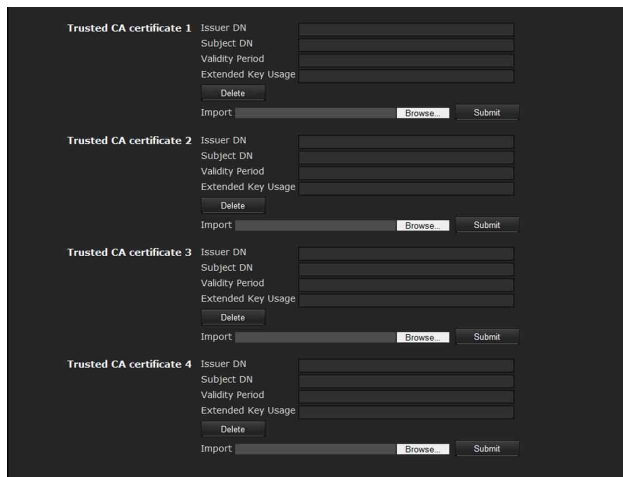 Trusted CA certificate 1 Issuer DN
Subject DN
Validity Period
Extended Key Usage
Delete
Import Browse... Submit
Trusted CA certificate 2 Issuer DN
Subject DN
Validity Period
Extended Key Usage
Delete
Import Browse... Submit
Trusted CA certificate 3 Issuer DN
Subject DN
Validity Period
Extended Key Usage
Delete
Import Browse... Submit
Trusted CA certificate 4 Issuer DN
Subject DN
Validity Period
Extended Key Usage
Delete
Import Browse... Submit